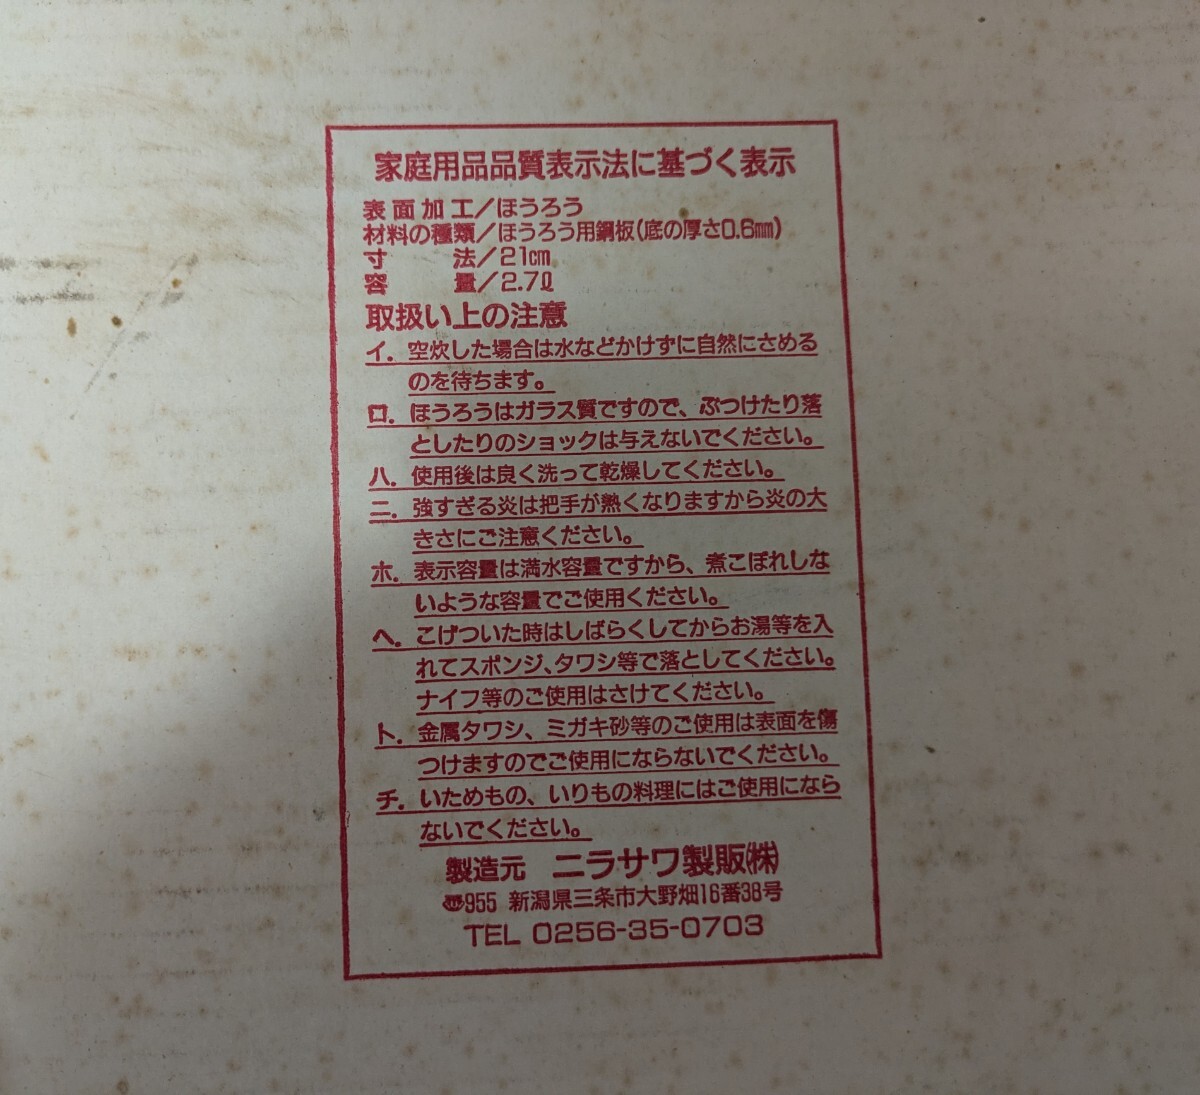 家庭用品品質表示法に基づく表示
表面加工/ほうろう
材料の種類/ほうろう用鋼板(底の厚さ0.6㎜)
寸法/21㎝
容量/2.7ℓ
取扱い上の注意
イ. 空炊した場合は水などかけずに自然にさめる
のを待ちます。
ロ. ほうろうはガラス質ですので、ぶつけたり落
としたりのショックは与えないでください。
ハ. 使用後は良く洗って乾燥してください。
ニ. 強すぎる炎は把手が熱くなりますから炎の大
きさにご注意ください。
ホ. 表示容量は満水容量ですから、煮こぼれしな
いような容量でご使用ください。
ヘ. こげついた時はしばらくしてからお湯等を入
れてスポンジ、タワシ等で落としてください。
ナイフ等のご使用はさけてください。
ト. 金属タワシ、ミガキ砂等のご使用は表面を傷
つけますのでご使用にならないでください。
チ. いためもの、いりもの料理にはご使用になら
ないでください。
製造元 ニラサワ製販㈱
〠955 新潟県三条市大野畑16番38号
TEL 0256-35-0703